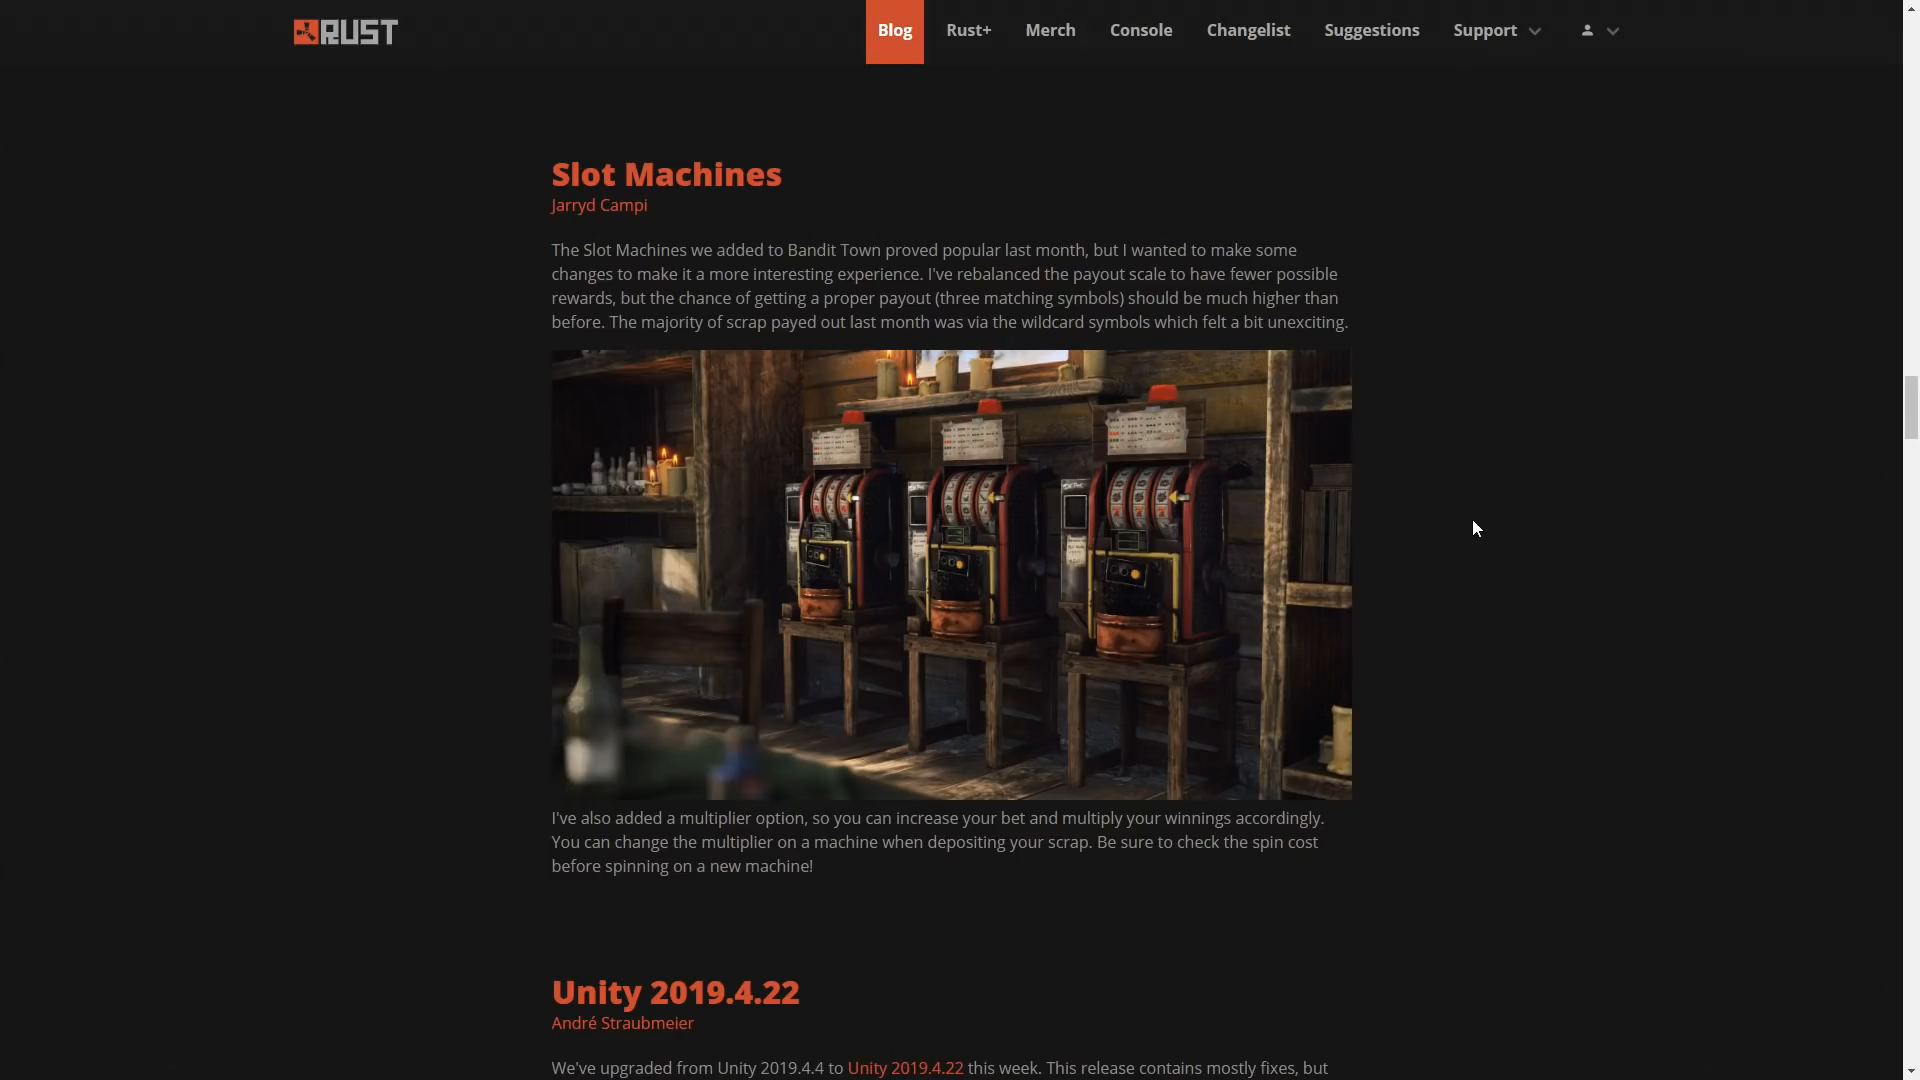 RUST
Blog
Rust+
Merch
Console
Changelist
Suggestions
Support
Slot Machines
Jarryd Campi
The Slot Machines we added to Bandit Town proved popular last month, but I wanted to make some
changes to make it a more interesting experience. I've rebalanced the payout scale to have fewer possible
rewards, but the chance of getting a proper payout (three matching symbols) should be much higher than
before. The majority of scrap payed out last month was via the wildcard symbols which felt a bit unexciting.
I've also added a multiplier option, so you can increase your bet and multiply your winnings accordingly.
You can change the multiplier on a machine when depositing your scrap. Be sure to check the spin cost
before spinning on a new machine!
Unity 2019.4.22
André Straubmeier
We've upgraded from Unity 2019.4.4 to Unity 2019.4.22 this week. This release contains mostly fixes, but